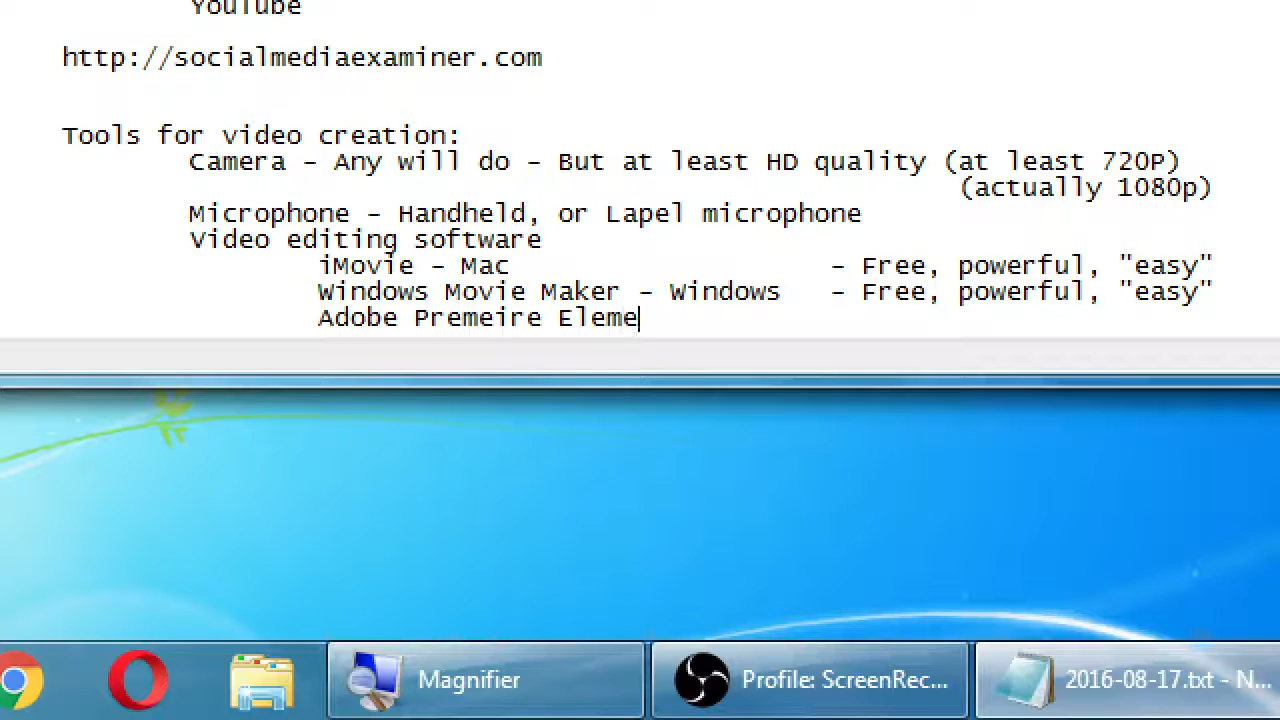 YouTube
http://socialmediaexaminer.com
Tools for video creation:
Camera - Any will do - But at least HD quality (at least 720P)
(actually 1080p)
Microphone - Handheld, or Lapel microphone
Video editing software
iMovie - Mac - Free, powerful, "easy"
Windows Movie Maker - Windows - Free, powerful, "easy"
Adobe Premeire Eleme
Magnifier
Profile: ScreenRec...
2016-08-17.txt - N...